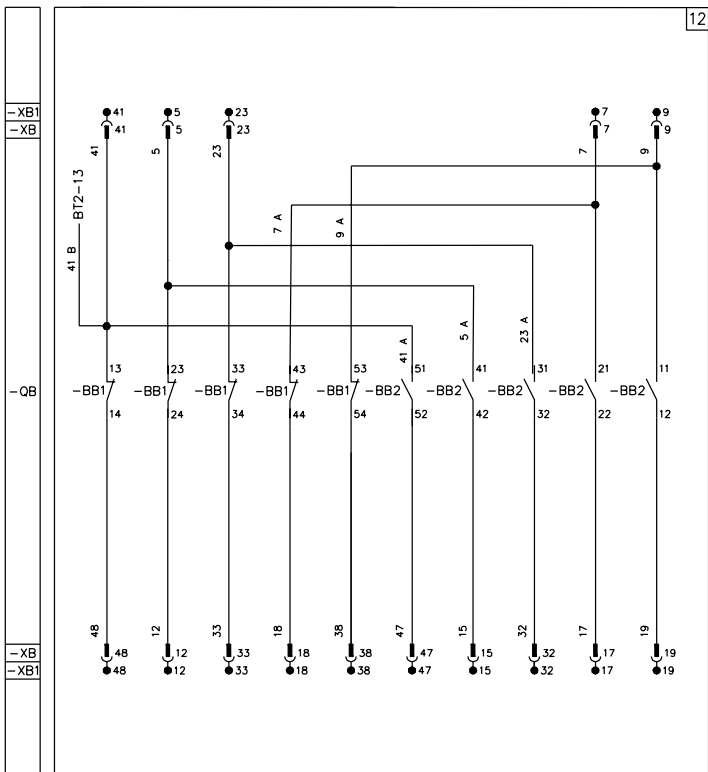 12
-XB1 41 5 23 7 9
-XB 41 5 23 7 9
41 5 23 7 9
BT2-13
41 B
7 A
9 A
41 A
5 A
23 A
13 23 33 43 53 51 41 31 21 11
-QB -BB1 -BB1 -BB1 -BB1 -BB1 -BB2 -BB2 -BB2 -BB2 -BB2
14 24 34 44 54 52 42 32 22 12
48 12 33 18 38 47 15 32 17 19
-XB 48 12 33 18 38 47 15 32 17 19
-XB1 48 12 33 18 38 47 15 32 17 19